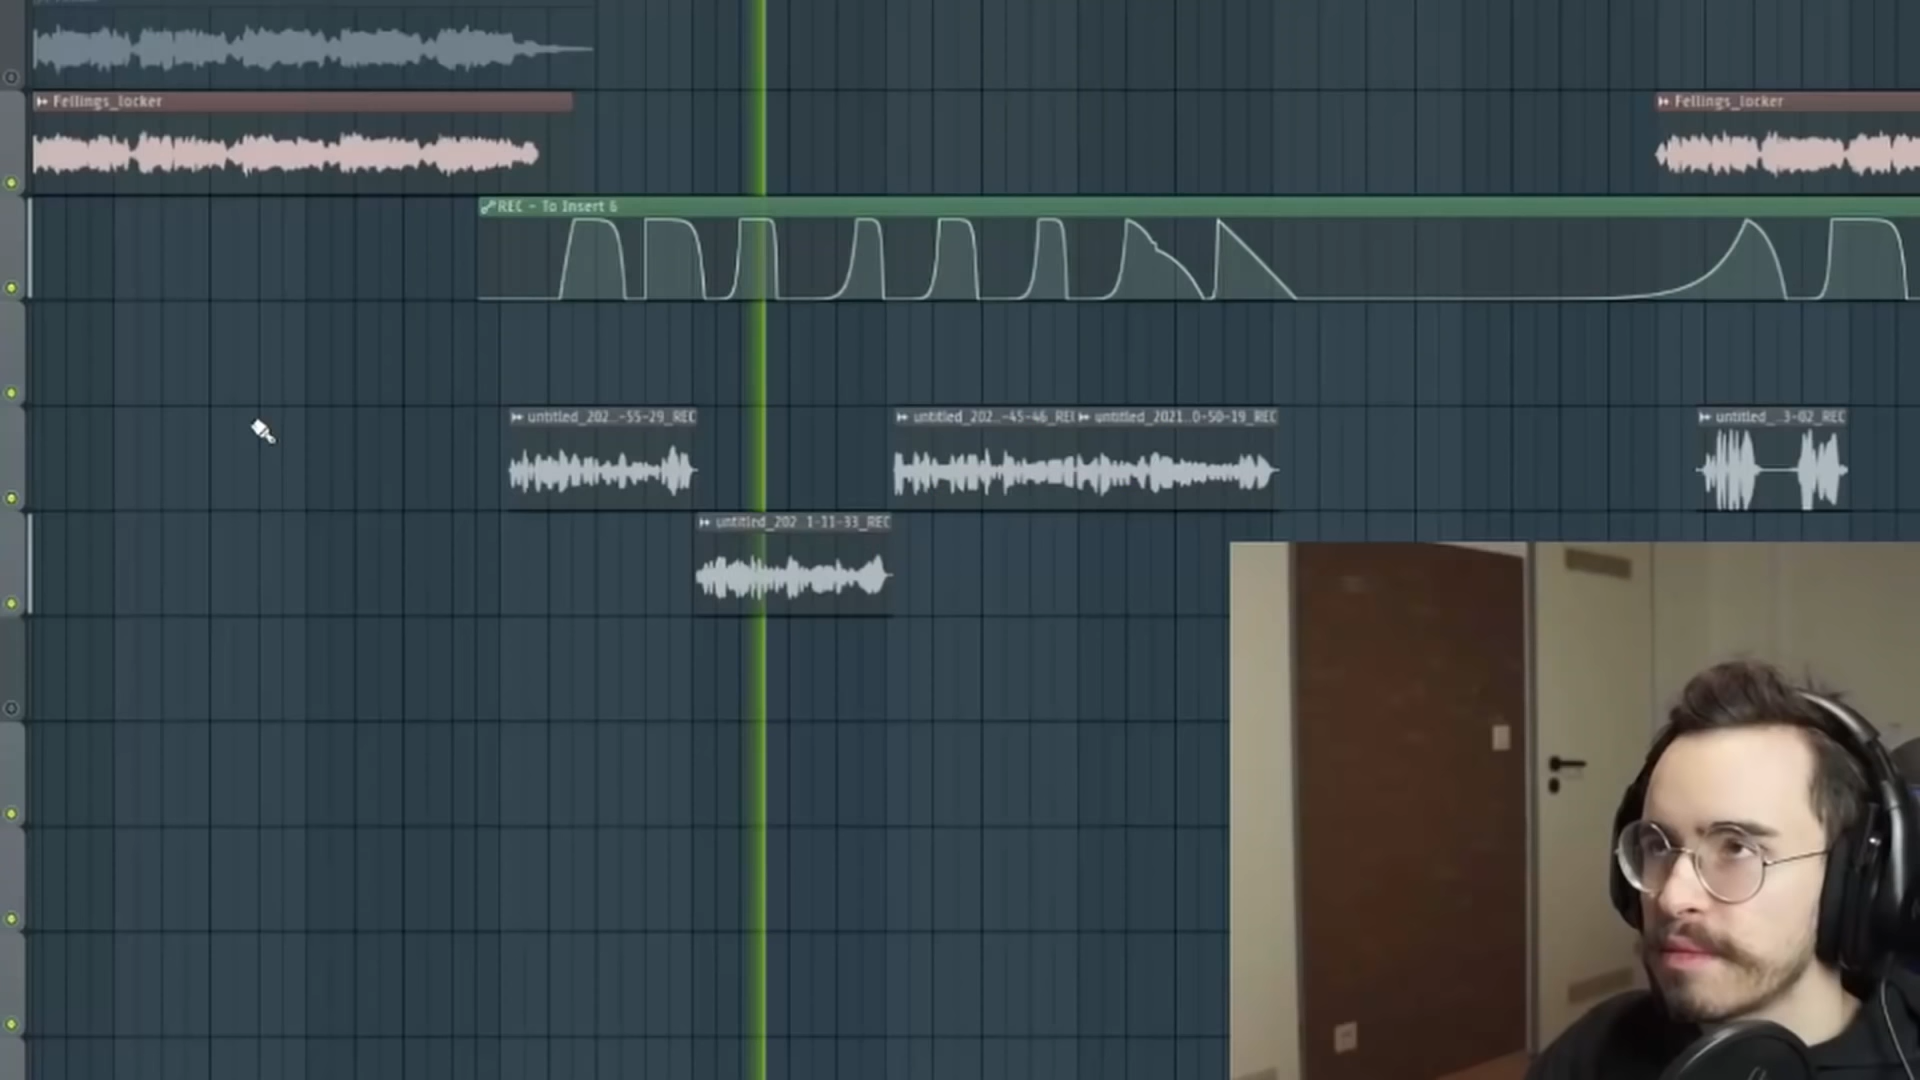 Fellings_locker
Fellings_locker
REC - To Insert 6
untitled_202...-55-29_REC
untitled_202...-45-46_REC
untitled_2021...0-50-19_REC
untitled_...3-02_REC
untitled_202...1-11-33_REC